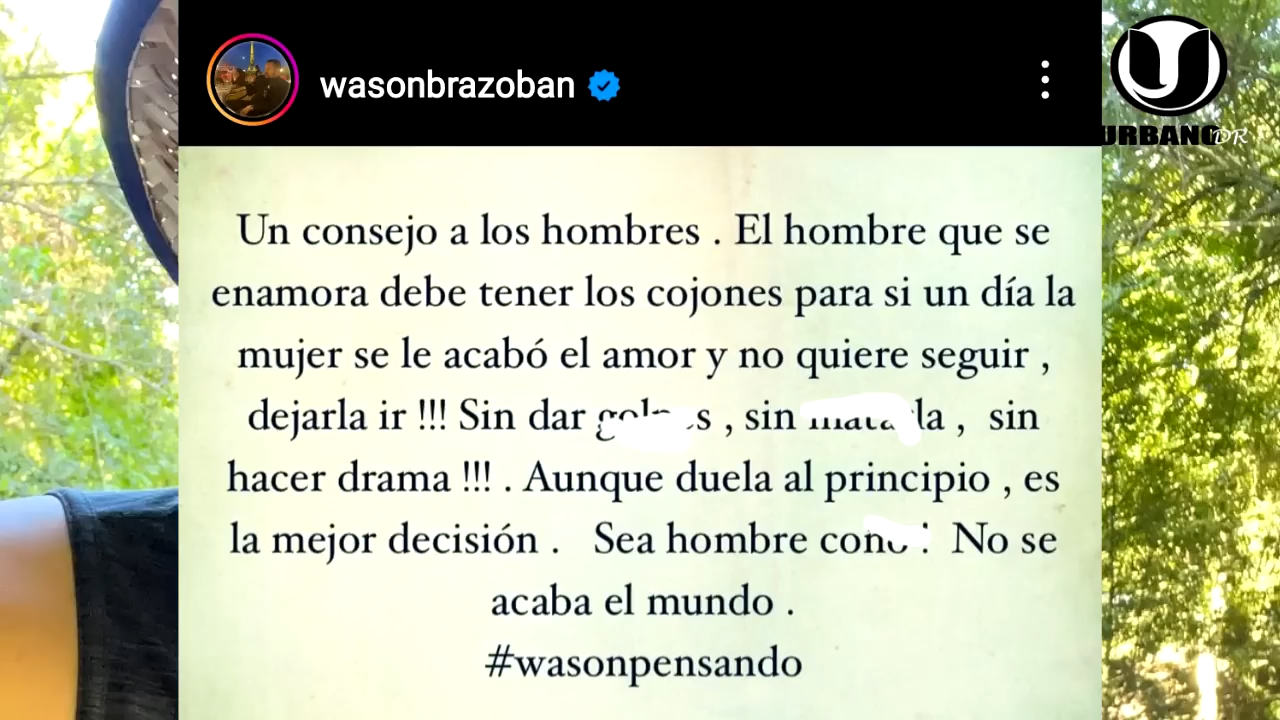 wasonbrazoban
URBANO DR
Un consejo a los hombres . El hombre que se
enamora debe tener los cojones para si un día la
mujer se le acabó el amor y no quiere seguir ,
dejarla ir !!! Sin dar , sin , sin
hacer drama !!! . Aunque duela al principio , es
la mejor decisión . Sea hombre No se
acaba el mundo .
#wasonpensando